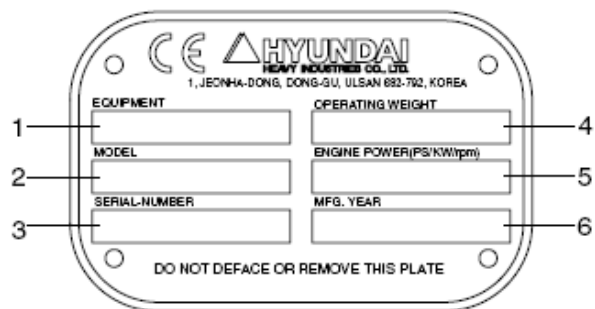 CE HYUNDAI
HEAVY INDUSTRIES CO., LTD.
1, JEONHA-DONG, DONG-GU, ULSAN 682-792, KOREA
EQUIPMENT OPERATING WEIGHT
1 4
MODEL ENGINE POWER(PS/KW/rpm)
2 5
SERIAL-NUMBER MFG. YEAR
3 6
DO NOT DEFACE OR REMOVE THIS PLATE